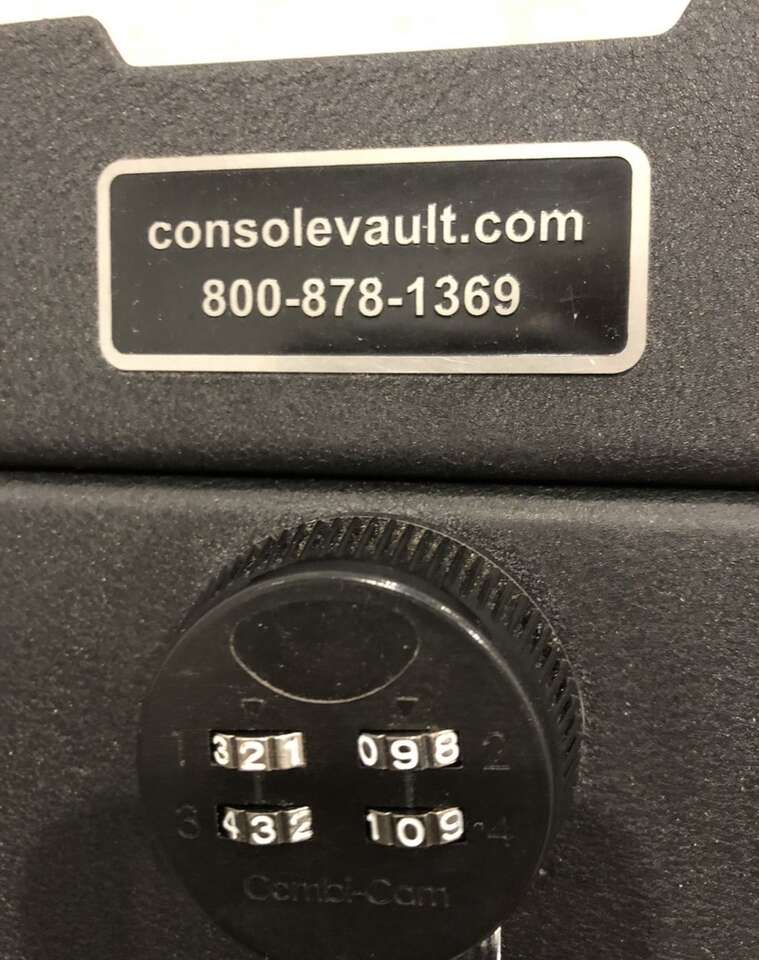 consolevault.com
800-878-1369
1 321 098 2
3 432 109 4
Combi-Cam